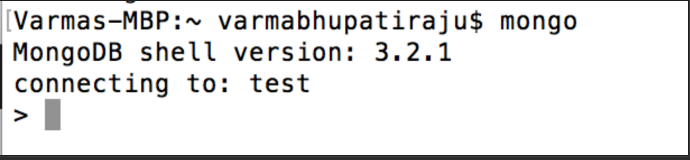 [Varmas-MBP:~ varmabhupatiraju$ mongo
MongoDB shell version: 3.2.1
connecting to: test
>